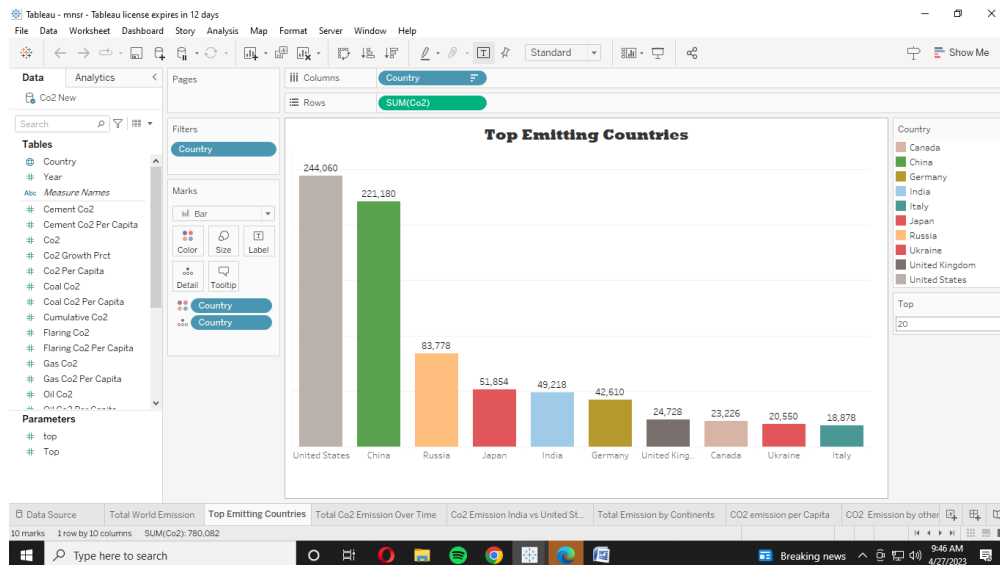 Tableau - mnsr - Tableau license expires in 12 days
File Data Worksheet Dashboard Story Analysis Map Format Server Window Help
Standard
Show Me
Data Analytics
Co2 New
Search
Tables
Country
Year
Abc Measure Names
Cement Co2
Cement Co2 Per Capita
Co2
Co2 Growth Prct
Co2 Per Capita
Coal Co2
Coal Co2 Per Capita
Cumulative Co2
Flaring Co2
Flaring Co2 Per Capita
Gas Co2
Gas Co2 Per Capita
Oil Co2
Oil Co2 Per Capita
Parameters
top
Top
Pages
Filters
Country
Marks
Bar
Color Size Label
Detail Tooltip
Country
Country
Columns Country
Rows SUM(Co2)
Top Emitting Countries
244,060
221,180
83,778
51,854
49,218
42,610
24,728
23,226
20,550
18,878
United States China Russia Japan India Germany United King.. Canada Ukraine Italy
Country
Canada
China
Germany
India
Italy
Japan
Russia
Ukraine
United Kingdom
United States
Top
20
Data Source Total World Emission Top Emitting Countries Total Co2 Emission Over Time Co2 Emission India vs United St... Total Emission by Continents CO2 emission per Capita CO2 Emission by other
10 marks 1 row by 10 columns SUM(Co2): 780,082
Type here to search
Breaking news
9:46 AM
4/27/2023